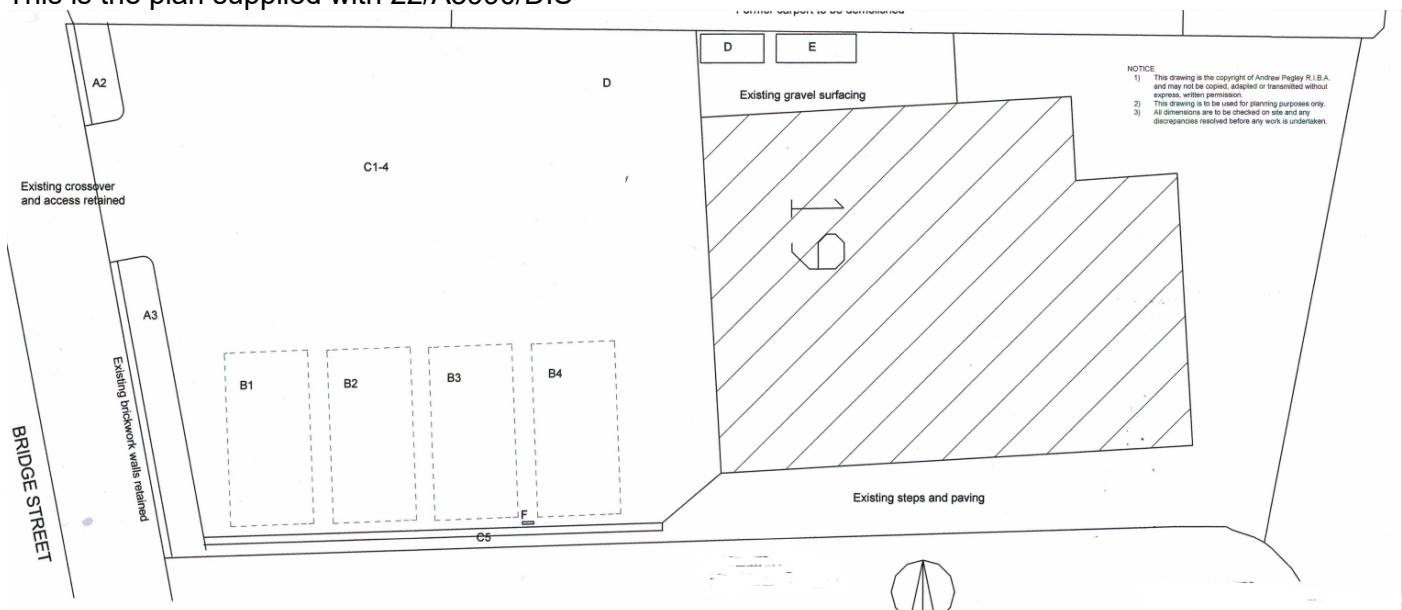 This is the plan supplied with 22/A3006/DIS
Former carport to be demolished
A2
D
D
E
Existing gravel surfacing
NOTICE
1) This drawing is the copyright of Andrew Pegley R.I.B.A.
and may not be copied, adapted or transmitted without
express, written permission.
2) This drawing is to be used for planning purposes only.
3) All dimensions are to be checked on site and any
discrepancies resolved before any work is undertaken.
C1-4
Existing crossover
and access retained
19
A3
B1
B2
B3
B4
Existing brickwork walls retained
BRIDGE STREET
F
C5
Existing steps and paving